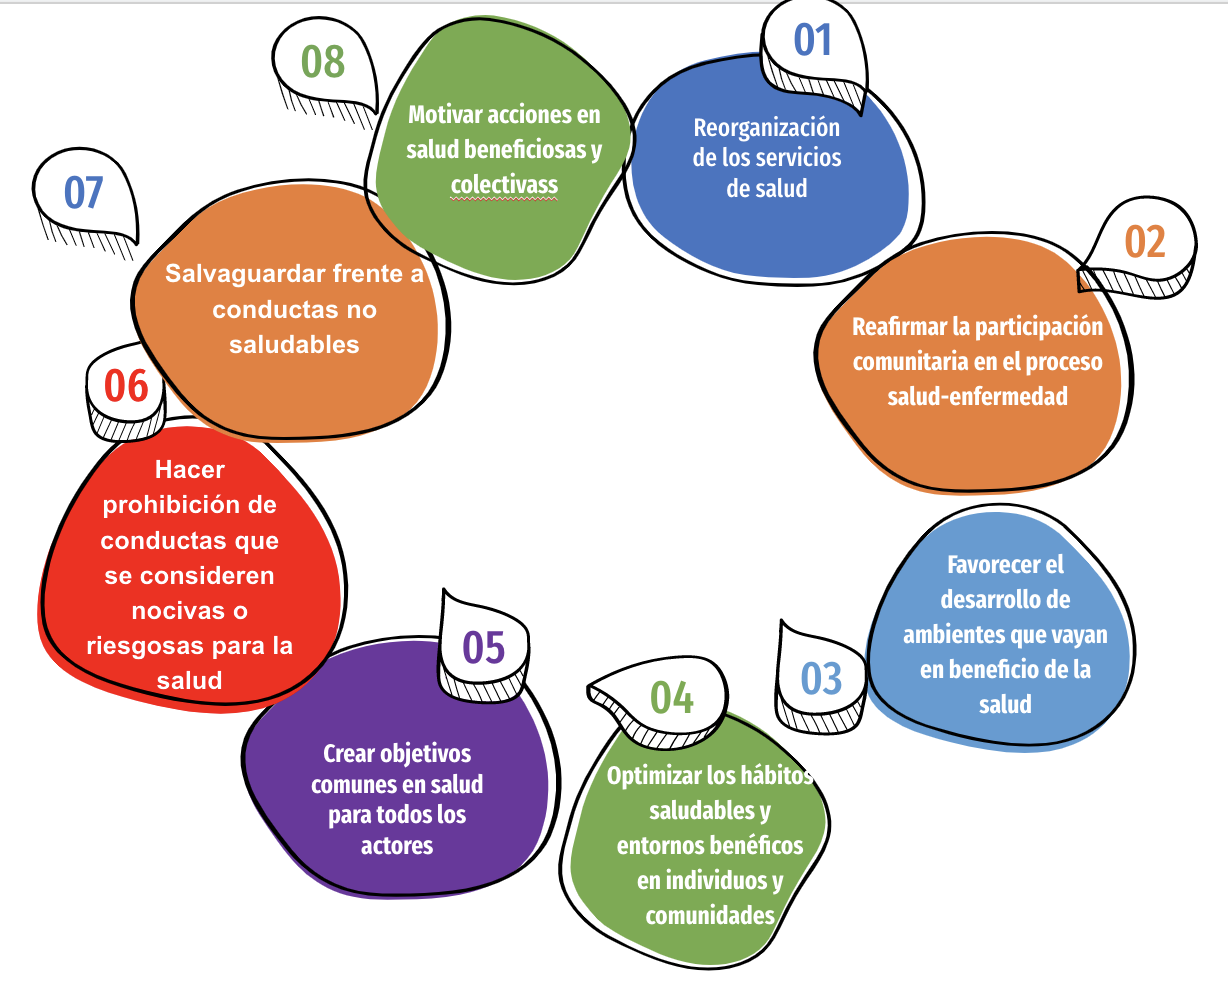 01
Reorganización
de los servicios
de salud
02
Reafirmar la participación
comunitaria en el proceso
salud-enfermedad
03
Favorecer el
desarrollo de
ambientes que vayan
en beneficio de la
salud
04
Optimizar los hábitos
saludables y
entornos benéficos
en individuos y
comunidades
05
Crear objetivos
comunes en salud
para todos los
actores
06
Hacer
prohibición de
conductas que
se consideren
nocivas o
riesgosas para la
salud
07
Salvaguardar frente a
conductas no
saludables
08
Motivar acciones en
salud beneficiosas y
colectivass